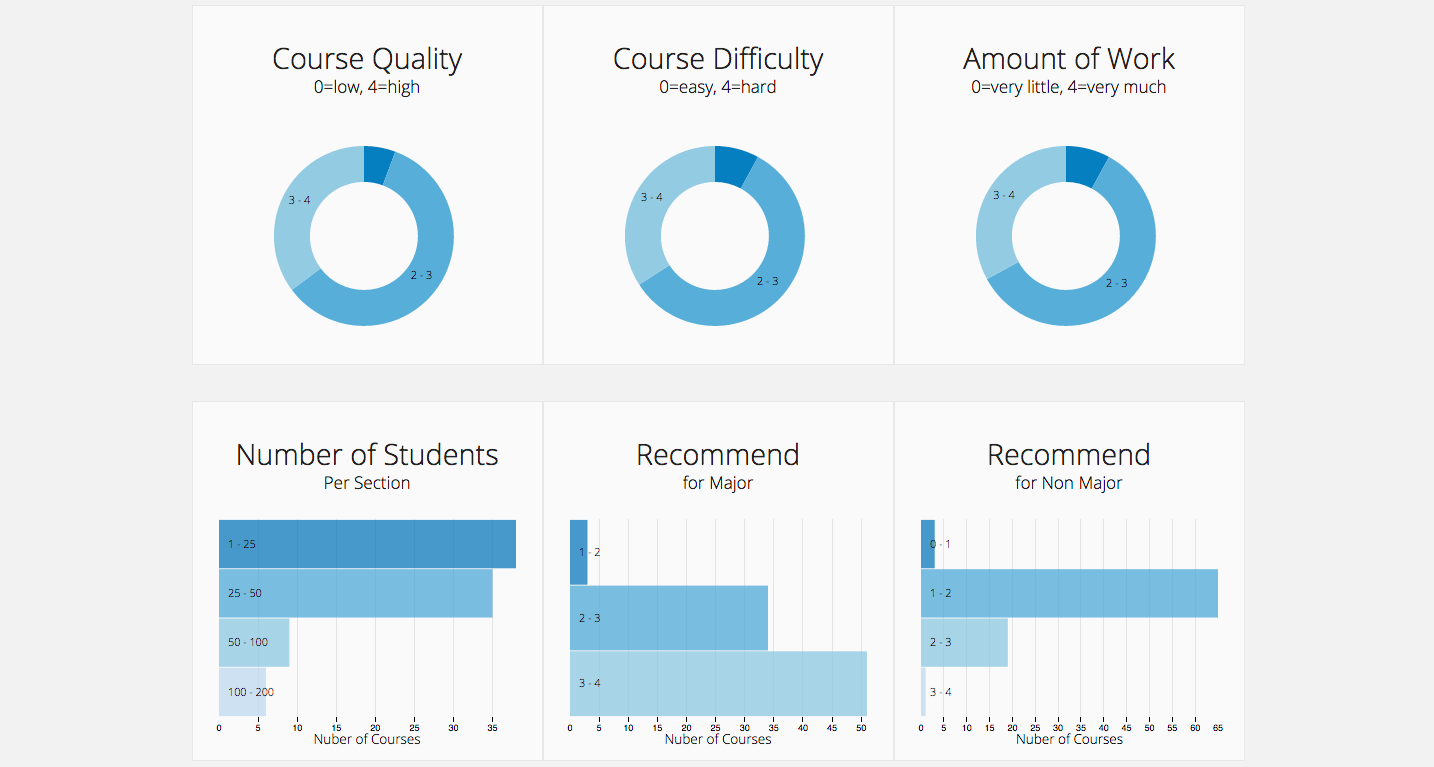 Course Quality
0=low, 4=high
3 - 4
2 - 3
Course Difficulty
0=easy, 4=hard
3 - 4
2 - 3
Amount of Work
0=very little, 4=very much
3 - 4
2 - 3
Number of Students
Per Section
1 - 25
25 - 50
50 - 100
100 - 200
0 5 10 15 20 25 30 35
Nuber of Courses
Recommend
for Major
1 - 2
2 - 3
3 - 4
0 5 10 15 20 25 30 35 40 45 50
Nuber of Courses
Recommend
for Non Major
0 - 1
1 - 2
2 - 3
3 - 4
0 5 10 15 20 25 30 35 40 45 50 55 60 65
Nuber of Courses